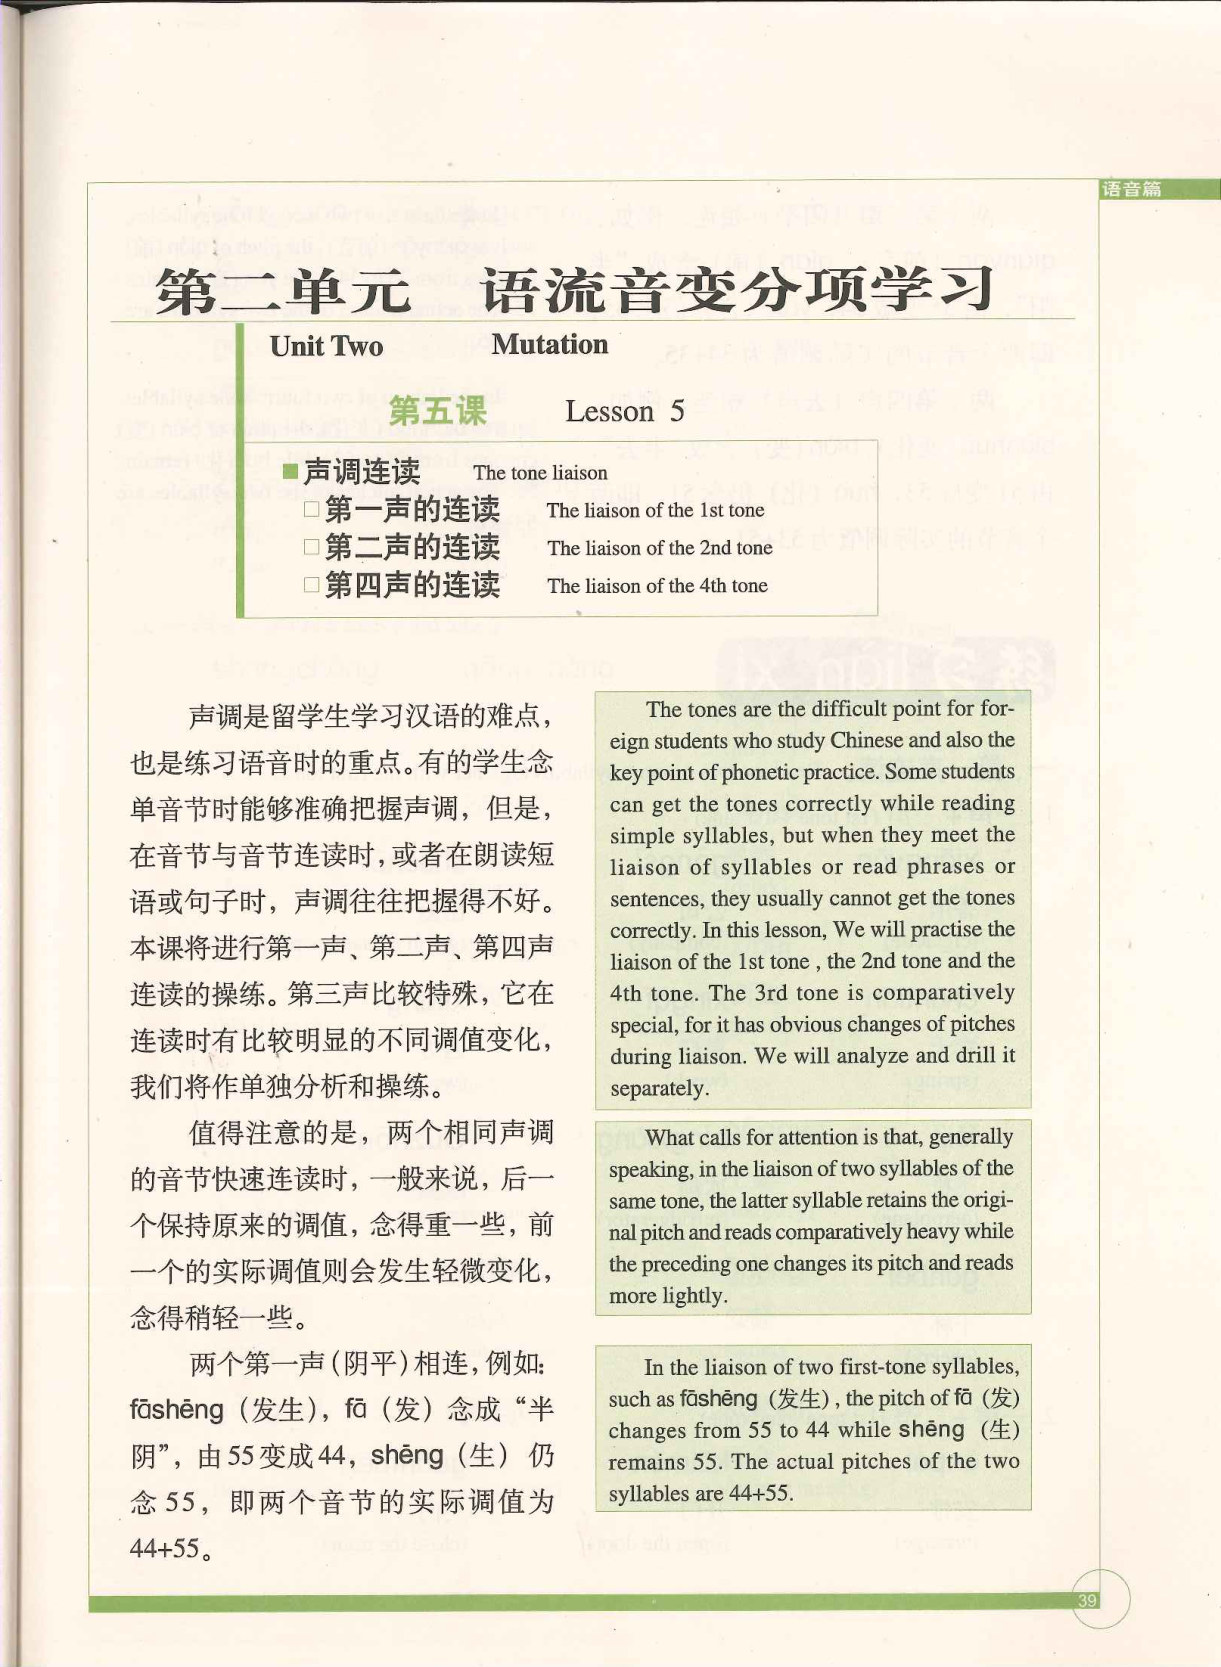 语音篇
第二单元 语流音变分项学习
Unit Two Mutation
第五课 Lesson 5
声调连读 The tone liaison
第一声的连读 The liaison of the 1st tone
第二声的连读 The liaison of the 2nd tone
第四声的连读 The liaison of the 4th tone
声调是留学生学习汉语的难点，
也是练习语音时的重点。有的学生念
单音节时能够准确把握声调，但是，
在音节与音节连读时，或者在朗读短
语或句子时，声调往往把握得不好。
本课将进行第一声、第二声、第四声
连读的操练。第三声比较特殊，它在
连读时有比较明显的不同调值变化，
我们将作单独分析和操练。
值得注意的是，两个相同声调
的音节快速连读时，一般来说，后一
个保持原来的调值，念得重一些，前
一个的实际调值则会发生轻微变化，
念得稍轻一些。
两个第一声（阴平）相连，例如：
fāshēng（发生），fā（发）念成“半
阴”，由55变成44，shēng（生）仍
念55，即两个音节的实际调值为
44+55。
The tones are the difficult point for for-
eign students who study Chinese and also the
key point of phonetic practice. Some students
can get the tones correctly while reading
simple syllables, but when they meet the
liaison of syllables or read phrases or
sentences, they usually cannot get the tones
correctly. In this lesson, We will practise the
liaison of the 1st tone , the 2nd tone and the
4th tone. The 3rd tone is comparatively
special, for it has obvious changes of pitches
during liaison. We will analyze and drill it
separately.
What calls for attention is that, generally
speaking, in the liaison of two syllables of the
same tone, the latter syllable retains the origi-
nal pitch and reads comparatively heavy while
the preceding one changes its pitch and reads
more lightly.
In the liaison of two first-tone syllables,
such as fāshēng（发生）, the pitch of fā（发）
changes from 55 to 44 while shēng（生）
remains 55. The actual pitches of the two
syllables are 44+55.
39